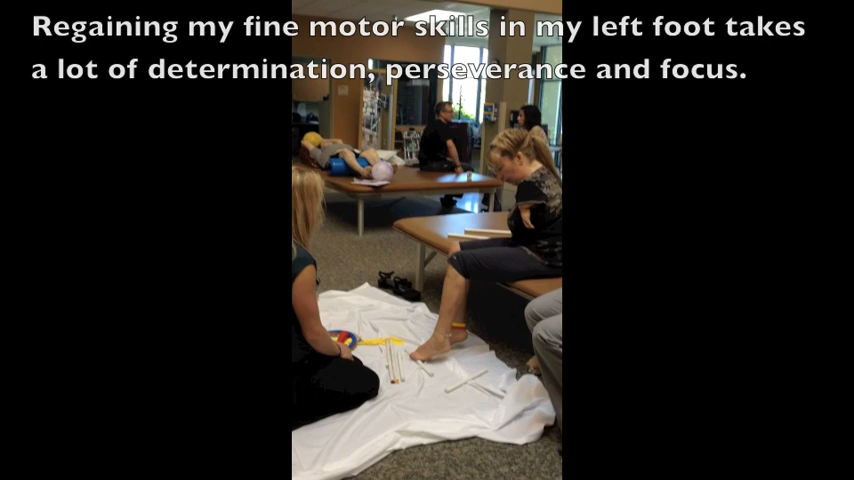 Regaining my fine motor skills in my left foot takes
a lot of determination, perseverance and focus.